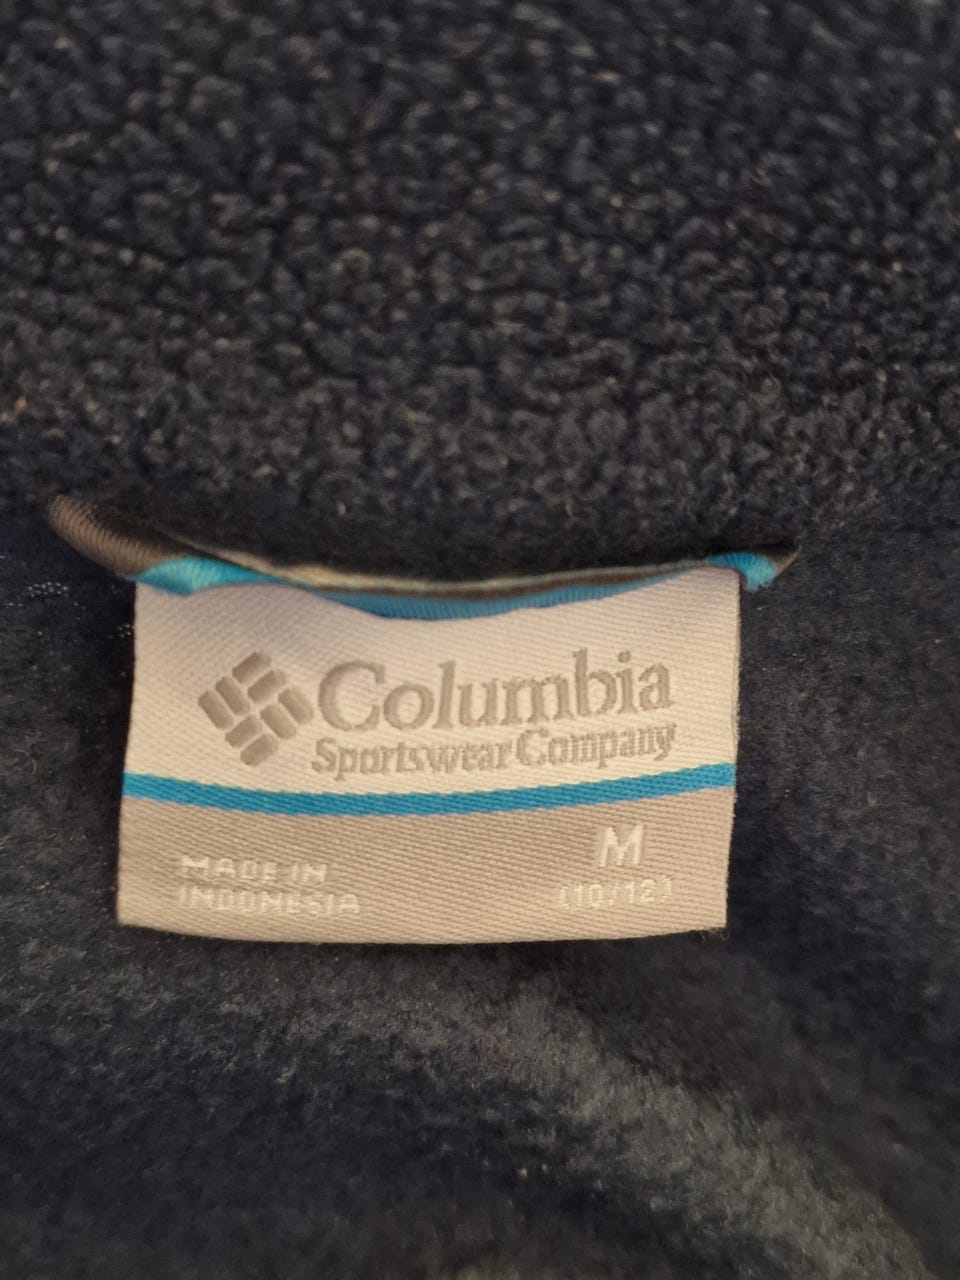 Columbia
Sportswear Company
M
MADE IN
INDONESIA
(10/12)